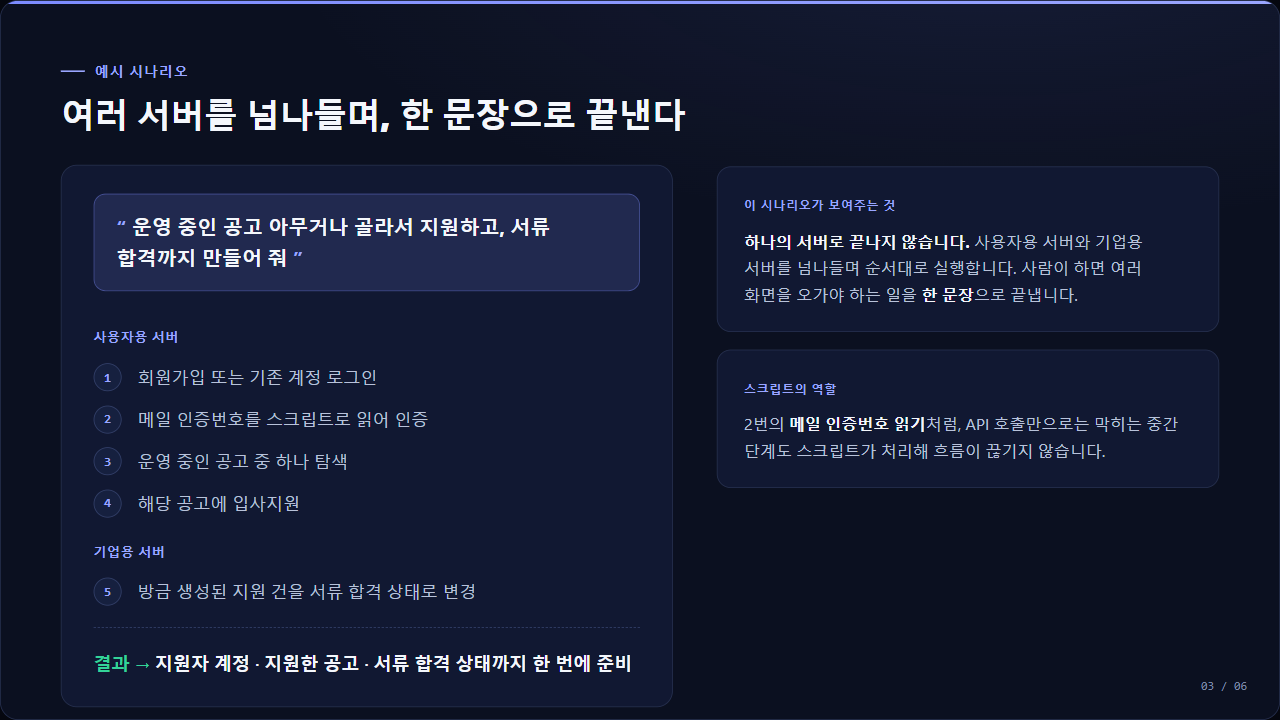 예시 시나리오
여러 서버를 넘나들며, 한 문장으로 끝낸다
“ 운영 중인 공고 아무거나 골라서 지원하고, 서류
합격까지 만들어 줘 ”
사용자용 서버
1 회원가입 또는 기존 계정 로그인
2 메일 인증번호를 스크립트로 읽어 인증
3 운영 중인 공고 중 하나 탐색
4 해당 공고에 입사지원
기업용 서버
5 방금 생성된 지원 건을 서류 합격 상태로 변경
결과 → 지원자 계정 · 지원한 공고 · 서류 합격 상태까지 한 번에 준비
이 시나리오가 보여주는 것
하나의 서버로 끝나지 않습니다. 사용자용 서버와 기업용
서버를 넘나들며 순서대로 실행합니다. 사람이 하면 여러
화면을 오가야 하는 일을 한 문장으로 끝냅니다.
스크립트의 역할
2번의 메일 인증번호 읽기처럼, API 호출만으로는 막히는 중간
단계도 스크립트가 처리해 흐름이 끊기지 않습니다.
03 / 06